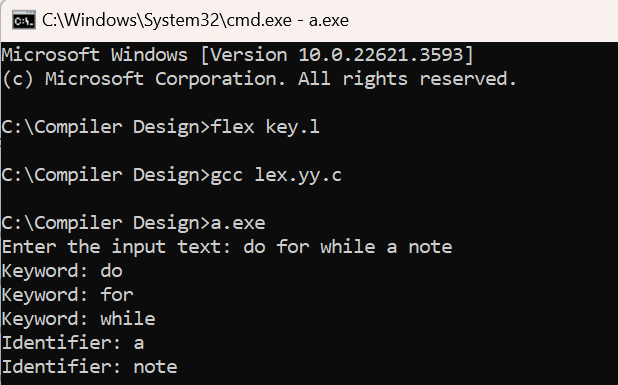 C:\Windows\System32\cmd.exe - a.exe
Microsoft Windows [Version 10.0.22621.3593]
(c) Microsoft Corporation. All rights reserved.
C:\Compiler Design>flex key.l
C:\Compiler Design>gcc lex.yy.c
C:\Compiler Design>a.exe
Enter the input text: do for while a note
Keyword: do
Keyword: for
Keyword: while
Identifier: a
Identifier: note